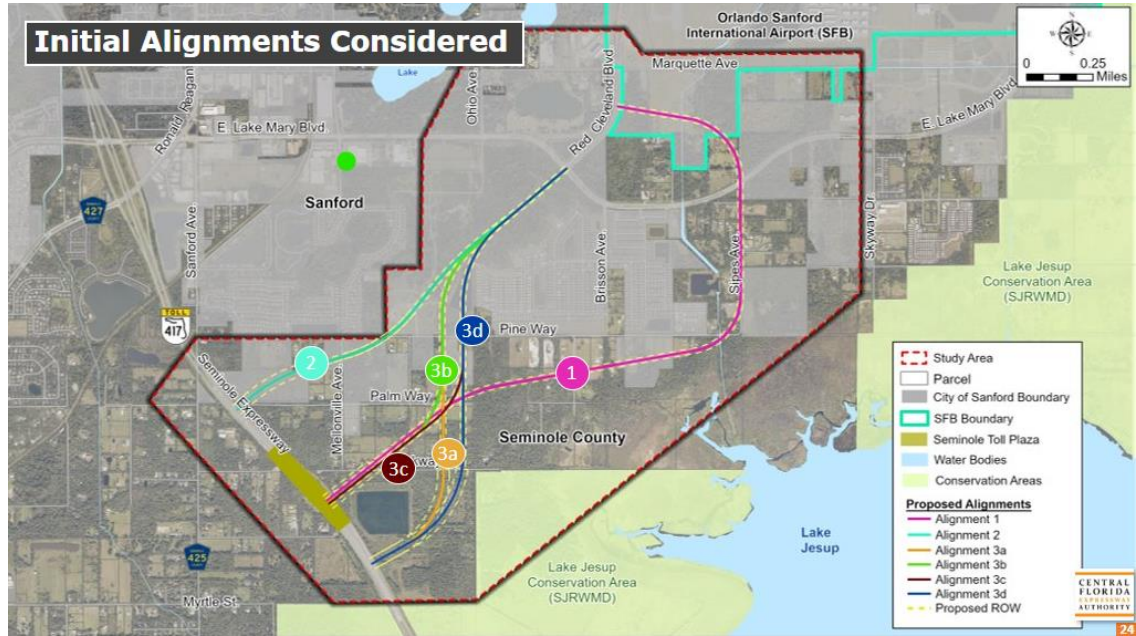 Initial Alignments Considered
Orlando Sanford
International Airport (SFB)
Marquette Ave
0 0.25
Miles
Lake
Ohio Ave
Red Cleveland Blvd
Ronald Reagan
E. Lake Mary Blvd
E. Lake Mary Blvd
Sanford
427
Sanford Ave
Skyway Dr
Brisson Ave
Sipes Ave
Lake Jesup
Conservation Area
(SJRWMD)
TOLL
417
3d
Pine Way
2
3b
1
Seminole Expressway
Mellonville Ave
Palm Way
Seminole County
3a
3c
425
Myrtle St
Lake Jesup
Conservation Area
(SJRWMD)
Lake
Jesup
Study Area
Parcel
City of Sanford Boundary
SFB Boundary
Seminole Toll Plaza
Water Bodies
Conservation Areas
Proposed Alignments
Alignment 1
Alignment 2
Alignment 3a
Alignment 3b
Alignment 3c
Alignment 3d
Proposed ROW
CENTRAL
FLORIDA
EXPRESSWAY
AUTHORITY
24